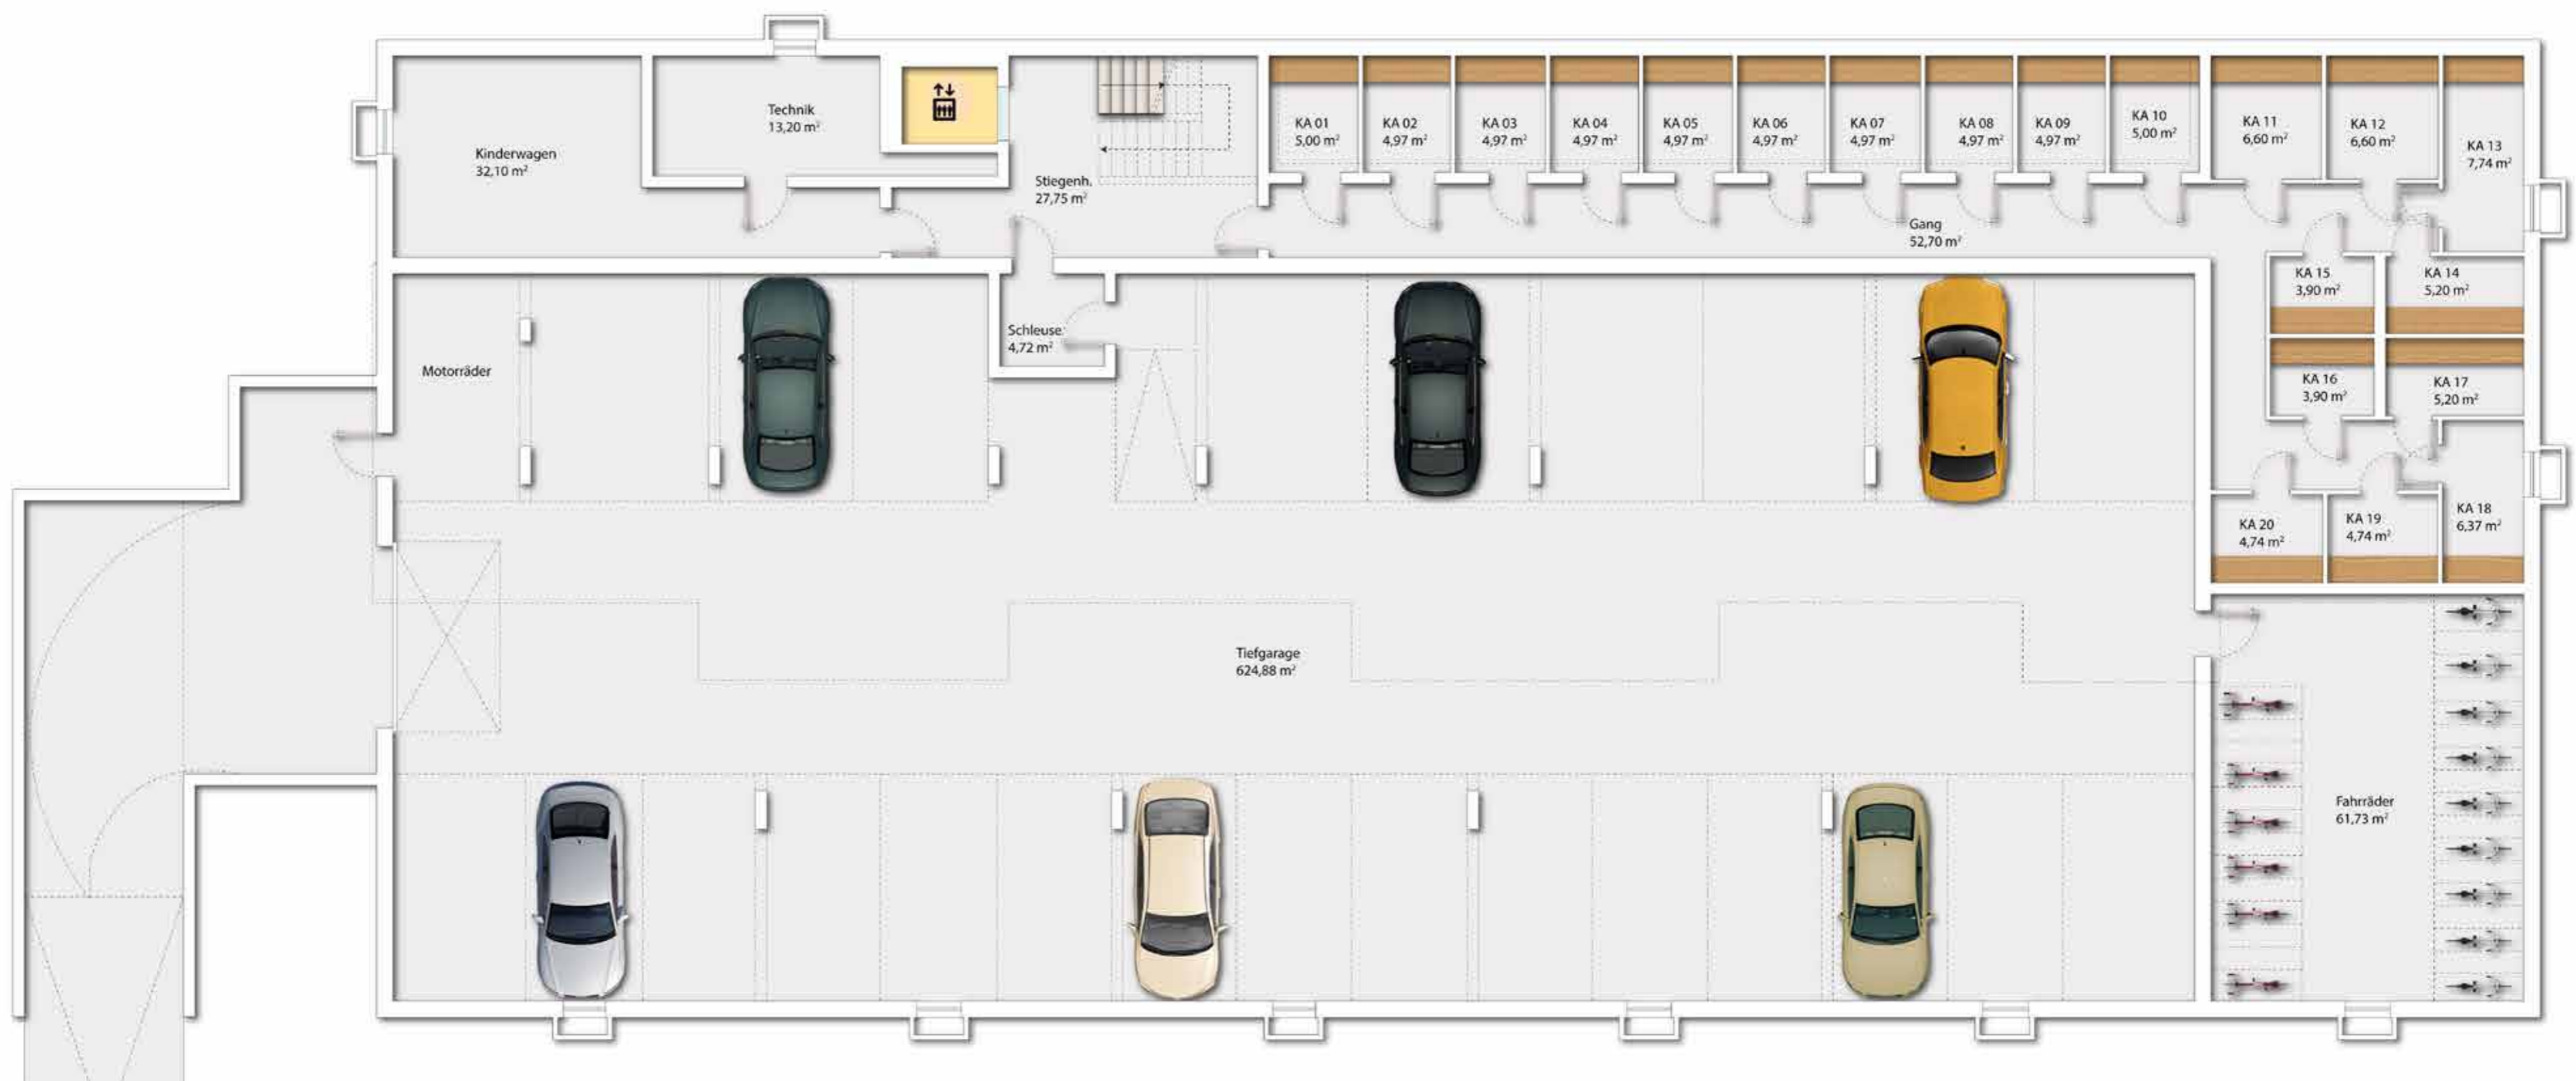 Kinderwagen
32,10 m²
Technik
13,20 m²
Stiegenh.
27,75 m²
KA 01
5,00 m²
KA 02
4,97 m²
KA 03
4,97 m²
KA 04
4,97 m²
KA 05
4,97 m²
KA 06
4,97 m²
KA 07
4,97 m²
KA 08
4,97 m²
KA 09
4,97 m²
KA 10
5,00 m²
KA 11
6,60 m²
KA 12
6,60 m²
KA 13
7,74 m²
Gang
52,70 m²
KA 15
3,90 m²
KA 14
5,20 m²
Schleuse
4,72 m²
Motorräder
KA 16
3,90 m²
KA 17
5,20 m²
KA 20
4,74 m²
KA 19
4,74 m²
KA 18
6,37 m²
Tiefgarage
624,88 m²
Fahrräder
61,73 m²